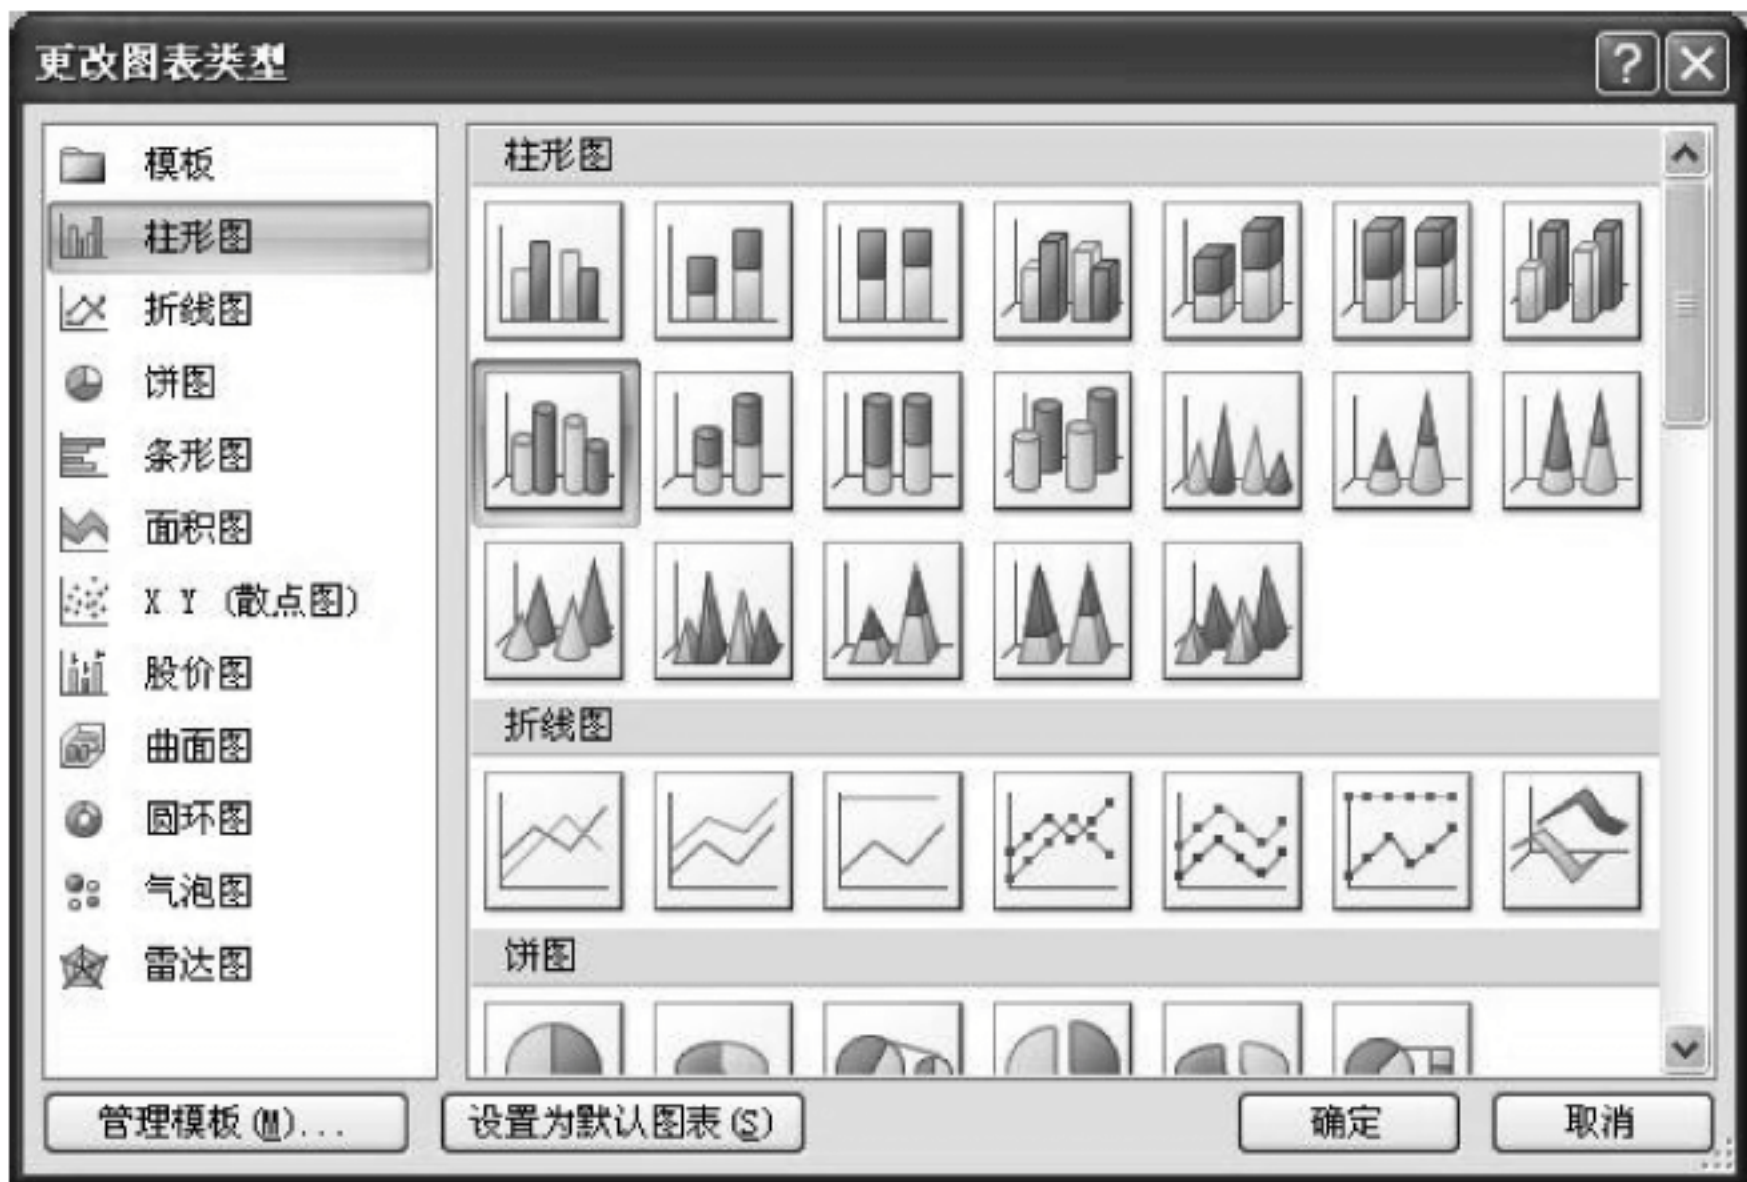 更改图表类型
模板
柱形图
折线图
饼图
条形图
面积图
X Y (散点图)
股价图
曲面图
圆环图
气泡图
雷达图
柱形图
折线图
饼图
管理模板(M)...
设置为默认图表(S)
确定
取消